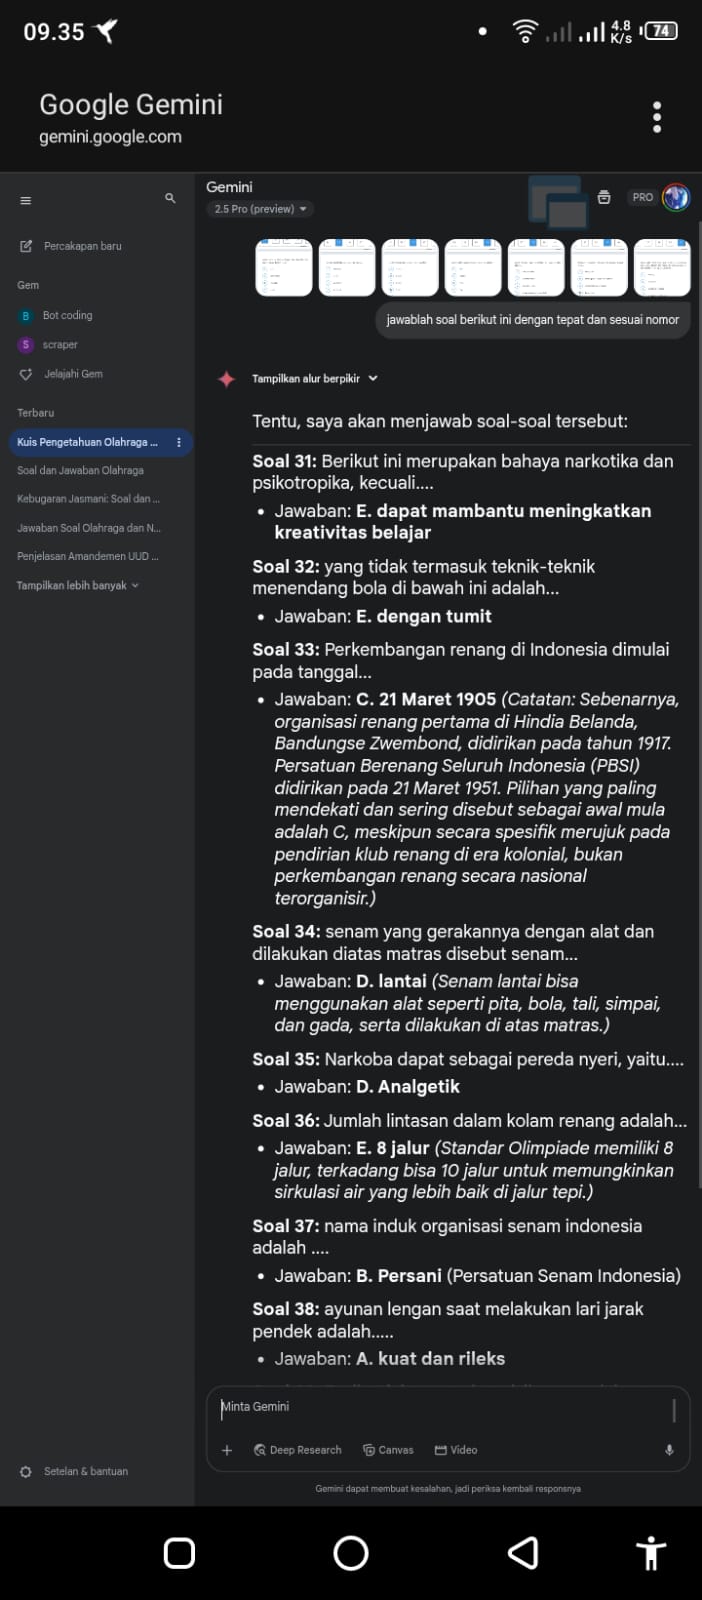 09.35
4.8
K/s
74
Google Gemini
gemini.google.com
Gemini
2.5 Pro (preview)
PRO
Percakapan baru
Gem
B Bot coding
S scraper
Jelajahi Gem
Terbaru
Kuis Pengetahuan Olahraga ...
Soal dan Jawaban Olahraga
Kebugaran Jasmani: Soal dan ...
Jawaban Soal Olahraga dan N...
Penjelasan Amandemen UUD ...
Tampilkan lebih banyak
jawablah soal berikut ini dengan tepat dan sesuai nomor
Tampilkan alur berpikir
Tentu, saya akan menjawab soal-soal tersebut:
Soal 31: Berikut ini merupakan bahaya narkotika dan
psikotropika, kecuali....
• Jawaban: E. dapat mambantu meningkatkan
kreativitas belajar
Soal 32: yang tidak termasuk teknik-teknik
menendang bola di bawah ini adalah...
• Jawaban: E. dengan tumit
Soal 33: Perkembangan renang di Indonesia dimulai
pada tanggal...
• Jawaban: C. 21 Maret 1905 (Catatan: Sebenarnya,
organisasi renang pertama di Hindia Belanda,
Bandungse Zwembond, didirikan pada tahun 1917.
Persatuan Berenang Seluruh Indonesia (PBSI)
didirikan pada 21 Maret 1951. Pilihan yang paling
mendekati dan sering disebut sebagai awal mula
adalah C, meskipun secara spesifik merujuk pada
pendirian klub renang di era kolonial, bukan
perkembangan renang secara nasional
terorganisir.)
Soal 34: senam yang gerakannya dengan alat dan
dilakukan diatas matras disebut senam...
• Jawaban: D. lantai (Senam lantai bisa
menggunakan alat seperti pita, bola, tali, simpai,
dan gada, serta dilakukan di atas matras.)
Soal 35: Narkoba dapat sebagai pereda nyeri, yaitu....
• Jawaban: D. Analgetik
Soal 36: Jumlah lintasan dalam kolam renang adalah...
• Jawaban: E. 8 jalur (Standar Olimpiade memiliki 8
jalur, terkadang bisa 10 jalur untuk memungkinkan
sirkulasi air yang lebih baik di jalur tepi.)
Soal 37: nama induk organisasi senam indonesia
adalah ....
• Jawaban: B. Persani (Persatuan Senam Indonesia)
Soal 38: ayunan lengan saat melakukan lari jarak
pendek adalah.....
• Jawaban: A. kuat dan rileks
Minta Gemini
Deep Research
Canvas
Video
Setelan & bantuan
Gemini dapat membuat kesalahan, jadi periksa kembali responsnya